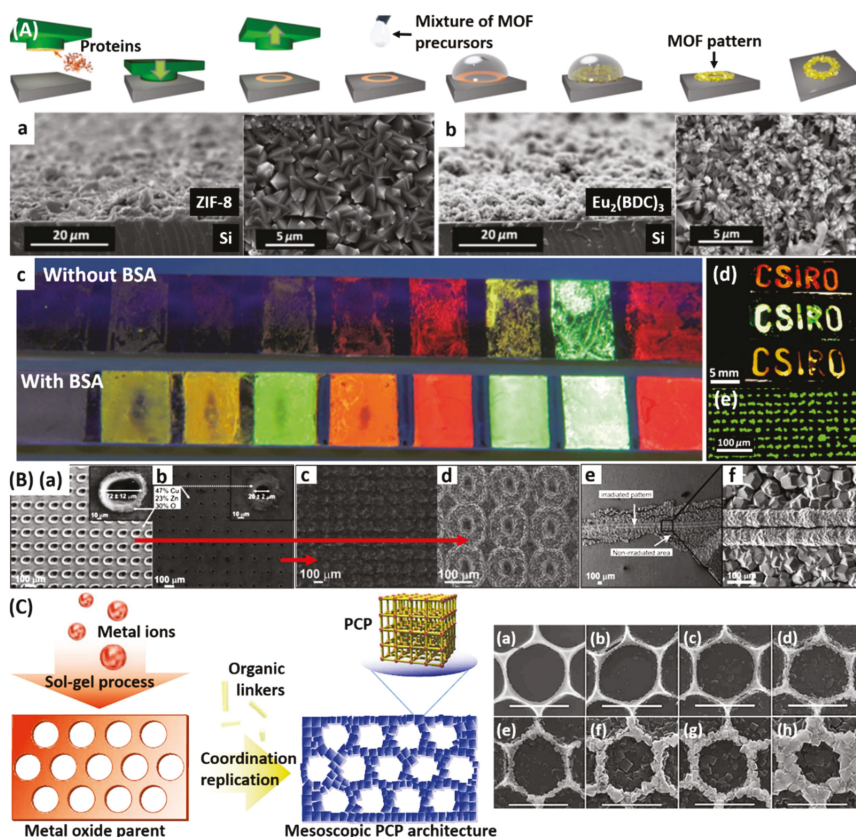 (A)
Proteins
Mixture of MOF
precursors
MOF pattern
a
ZIF-8
20 μm
Si
5 μm
b
Eu₂(BDC)₃
20 μm
Si
5 μm
c
Without BSA
With BSA
(d)
CSIRO
CSIRO
CSIRO
5 mm
(e)
100 μm
(B) (a)
72 ± 12 μm
10 μm
47% Cu
23% Zn
30% O
100 μm
b
10 μm
100 μm
c
100 μm
d
100 μm
e
irradiated pattern
Non-irradiated area
100 μm
f
100 μm
(C)
Metal ions
Sol-gel process
Metal oxide parent
Organic
linkers
Coordination
replication
PCP
Mesoscopic PCP architecture
(a)
(b)
(c)
(d)
(e)
(f)
(g)
(h)